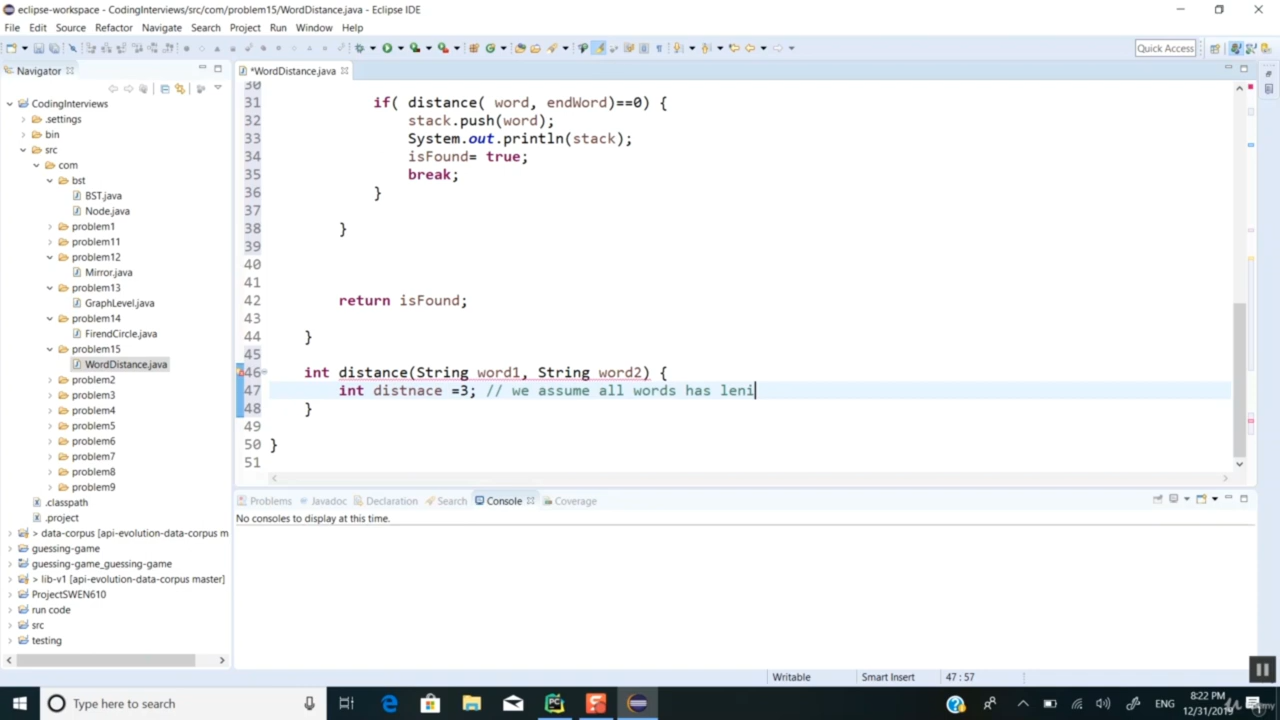 eclipse-workspace - CodingInterviews/src/com/problem15/WordDistance.java - Eclipse IDE
File Edit Source Refactor Navigate Search Project Run Window Help
Quick Access
Navigator
*WordDistance.java
CodingInterviews
.settings
bin
src
com
bst
BST.java
Node.java
problem1
problem11
problem12
Mirror.java
problem13
GraphLevel.java
problem14
FirendCircle.java
problem15
WordDistance.java
problem2
problem3
problem4
problem5
problem6
problem7
problem8
problem9
.classpath
.project
> data-corpus [api-evolution-data-corpus m
guessing-game
guessing-game_guessing-game
> lib-v1 [api-evolution-data-corpus master]
ProjectSWEN610
run code
src
testing
30
31 if( distance( word, endWord)==0) {
32 stack.push(word);
33 System.out.println(stack);
34 isFound= true;
35 break;
36 }
37
38 }
39
40
41
42 return isFound;
43
44 }
45
46 int distance(String word1, String word2) {
47 int distnace =3; // we assume all words has leni
48 }
49
50 }
51
Problems Javadoc Declaration Search Console Coverage
No consoles to display at this time.
Writable Smart Insert 47 : 57
Type here to search
ENG
8:22 PM
12/31/2019